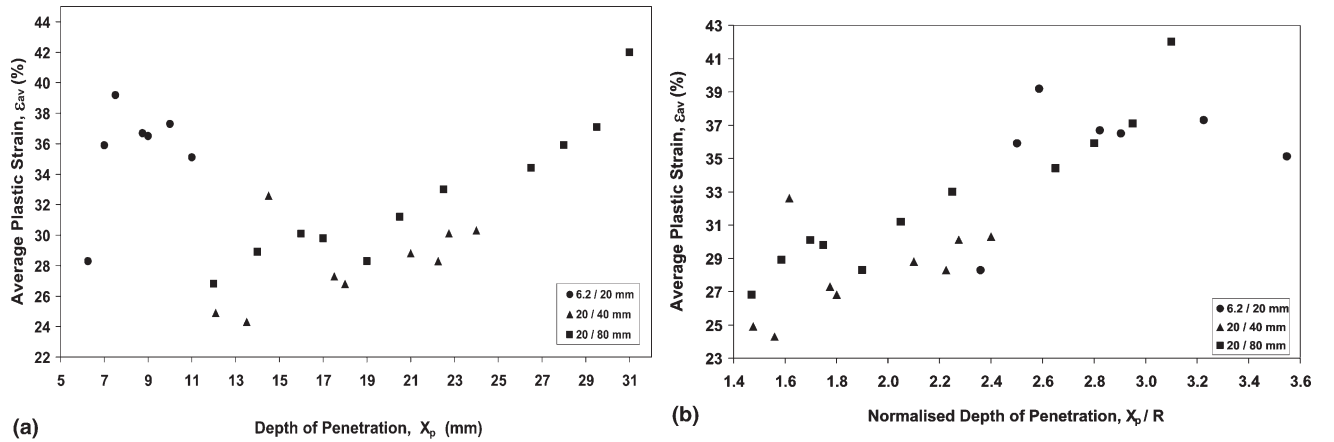 44
42
40
38
36
34
32
30
28
26
24
22
Average Plastic Strain, εav (%)
6.2 / 20 mm
20 / 40 mm
20 / 80 mm
5 7 9 11 13 15 17 19 21 23 25 27 29 31
(a) Depth of Penetration, Xp (mm)
43
41
39
37
35
33
31
29
27
25
23
Average Plastic Strain, εav (%)
6.2 / 20 mm
20 / 40 mm
20 / 80 mm
1.4 1.6 1.8 2.0 2.2 2.4 2.6 2.8 3.0 3.2 3.4 3.6
(b) Normalised Depth of Penetration, Xp / R